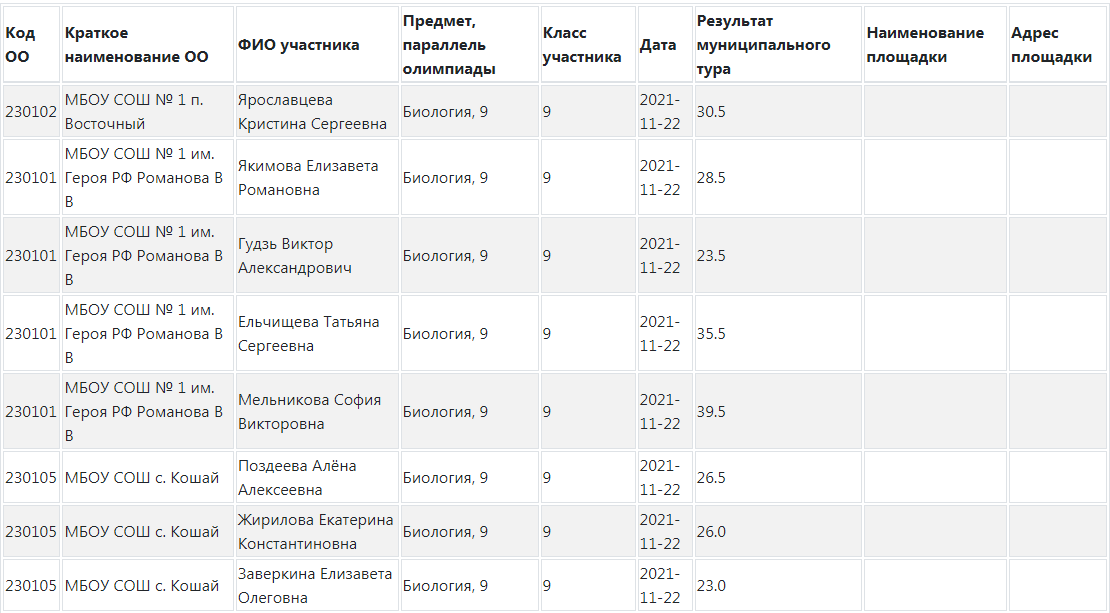 Код ОО
Краткое наименование ОО
ФИО участника
Предмет, параллель олимпиады
Класс участника
Дата
Результат муниципального тура
Наименование площадки
Адрес площадки
230102
МБОУ СОШ № 1 п.
Восточный
Ярославцева
Кристина Сергеевна
Биология, 9
9
2021-
11-22
30.5
230101
МБОУ СОШ № 1 им.
Героя РФ Романова В
В
Якимова Елизавета
Романовна
Биология, 9
9
2021-
11-22
28.5
230101
МБОУ СОШ № 1 им.
Героя РФ Романова В
В
Гудзь Виктор
Александрович
Биология, 9
9
2021-
11-22
23.5
230101
МБОУ СОШ № 1 им.
Героя РФ Романова В
В
Ельчищева Татьяна
Сергеевна
Биология, 9
9
2021-
11-22
35.5
230101
МБОУ СОШ № 1 им.
Героя РФ Романова В
В
Мельникова София
Викторовна
Биология, 9
9
2021-
11-22
39.5
230105
МБОУ СОШ с. Кошай
Поздеева Алёна
Алексеевна
Биология, 9
9
2021-
11-22
26.5
230105
МБОУ СОШ с. Кошай
Жирилова Екатерина
Константиновна
Биология, 9
9
2021-
11-22
26.0
230105
МБОУ СОШ с. Кошай
Заверкина Елизавета
Олеговна
Биология, 9
9
2021-
11-22
23.0